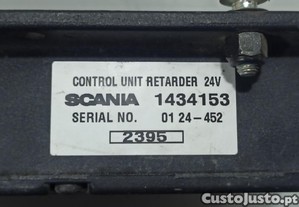 CONTROL UNIT RETARDER 24V
SCANIA 1434153
SERIAL NO. 01 24-452
2395
CustoJusto.pt